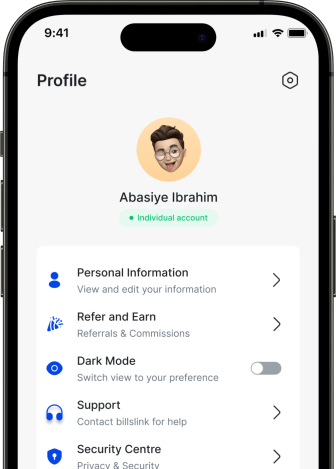 9:41
Profile
Abasiye Ibrahim
Individual account
Personal Information
View and edit your information
Refer and Earn
Referrals & Commissions
Dark Mode
Switch view to your preference
Support
Contact billslink for help
Security Centre
Privacy & Security